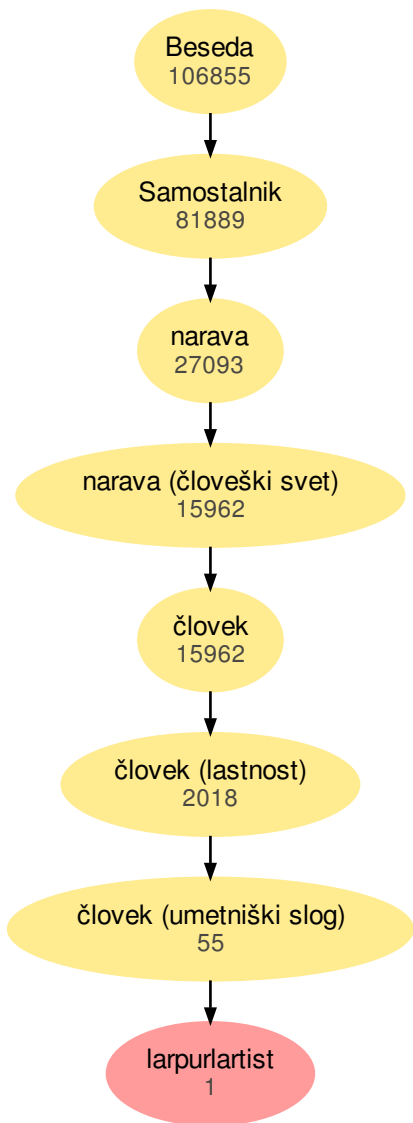 Beseda
106855
Samostalnik
81889
narava
27093
narava (človeški svet)
15962
človek
15962
človek (lastnost)
2018
človek (umetniški slog)
55
larpurlartist
1